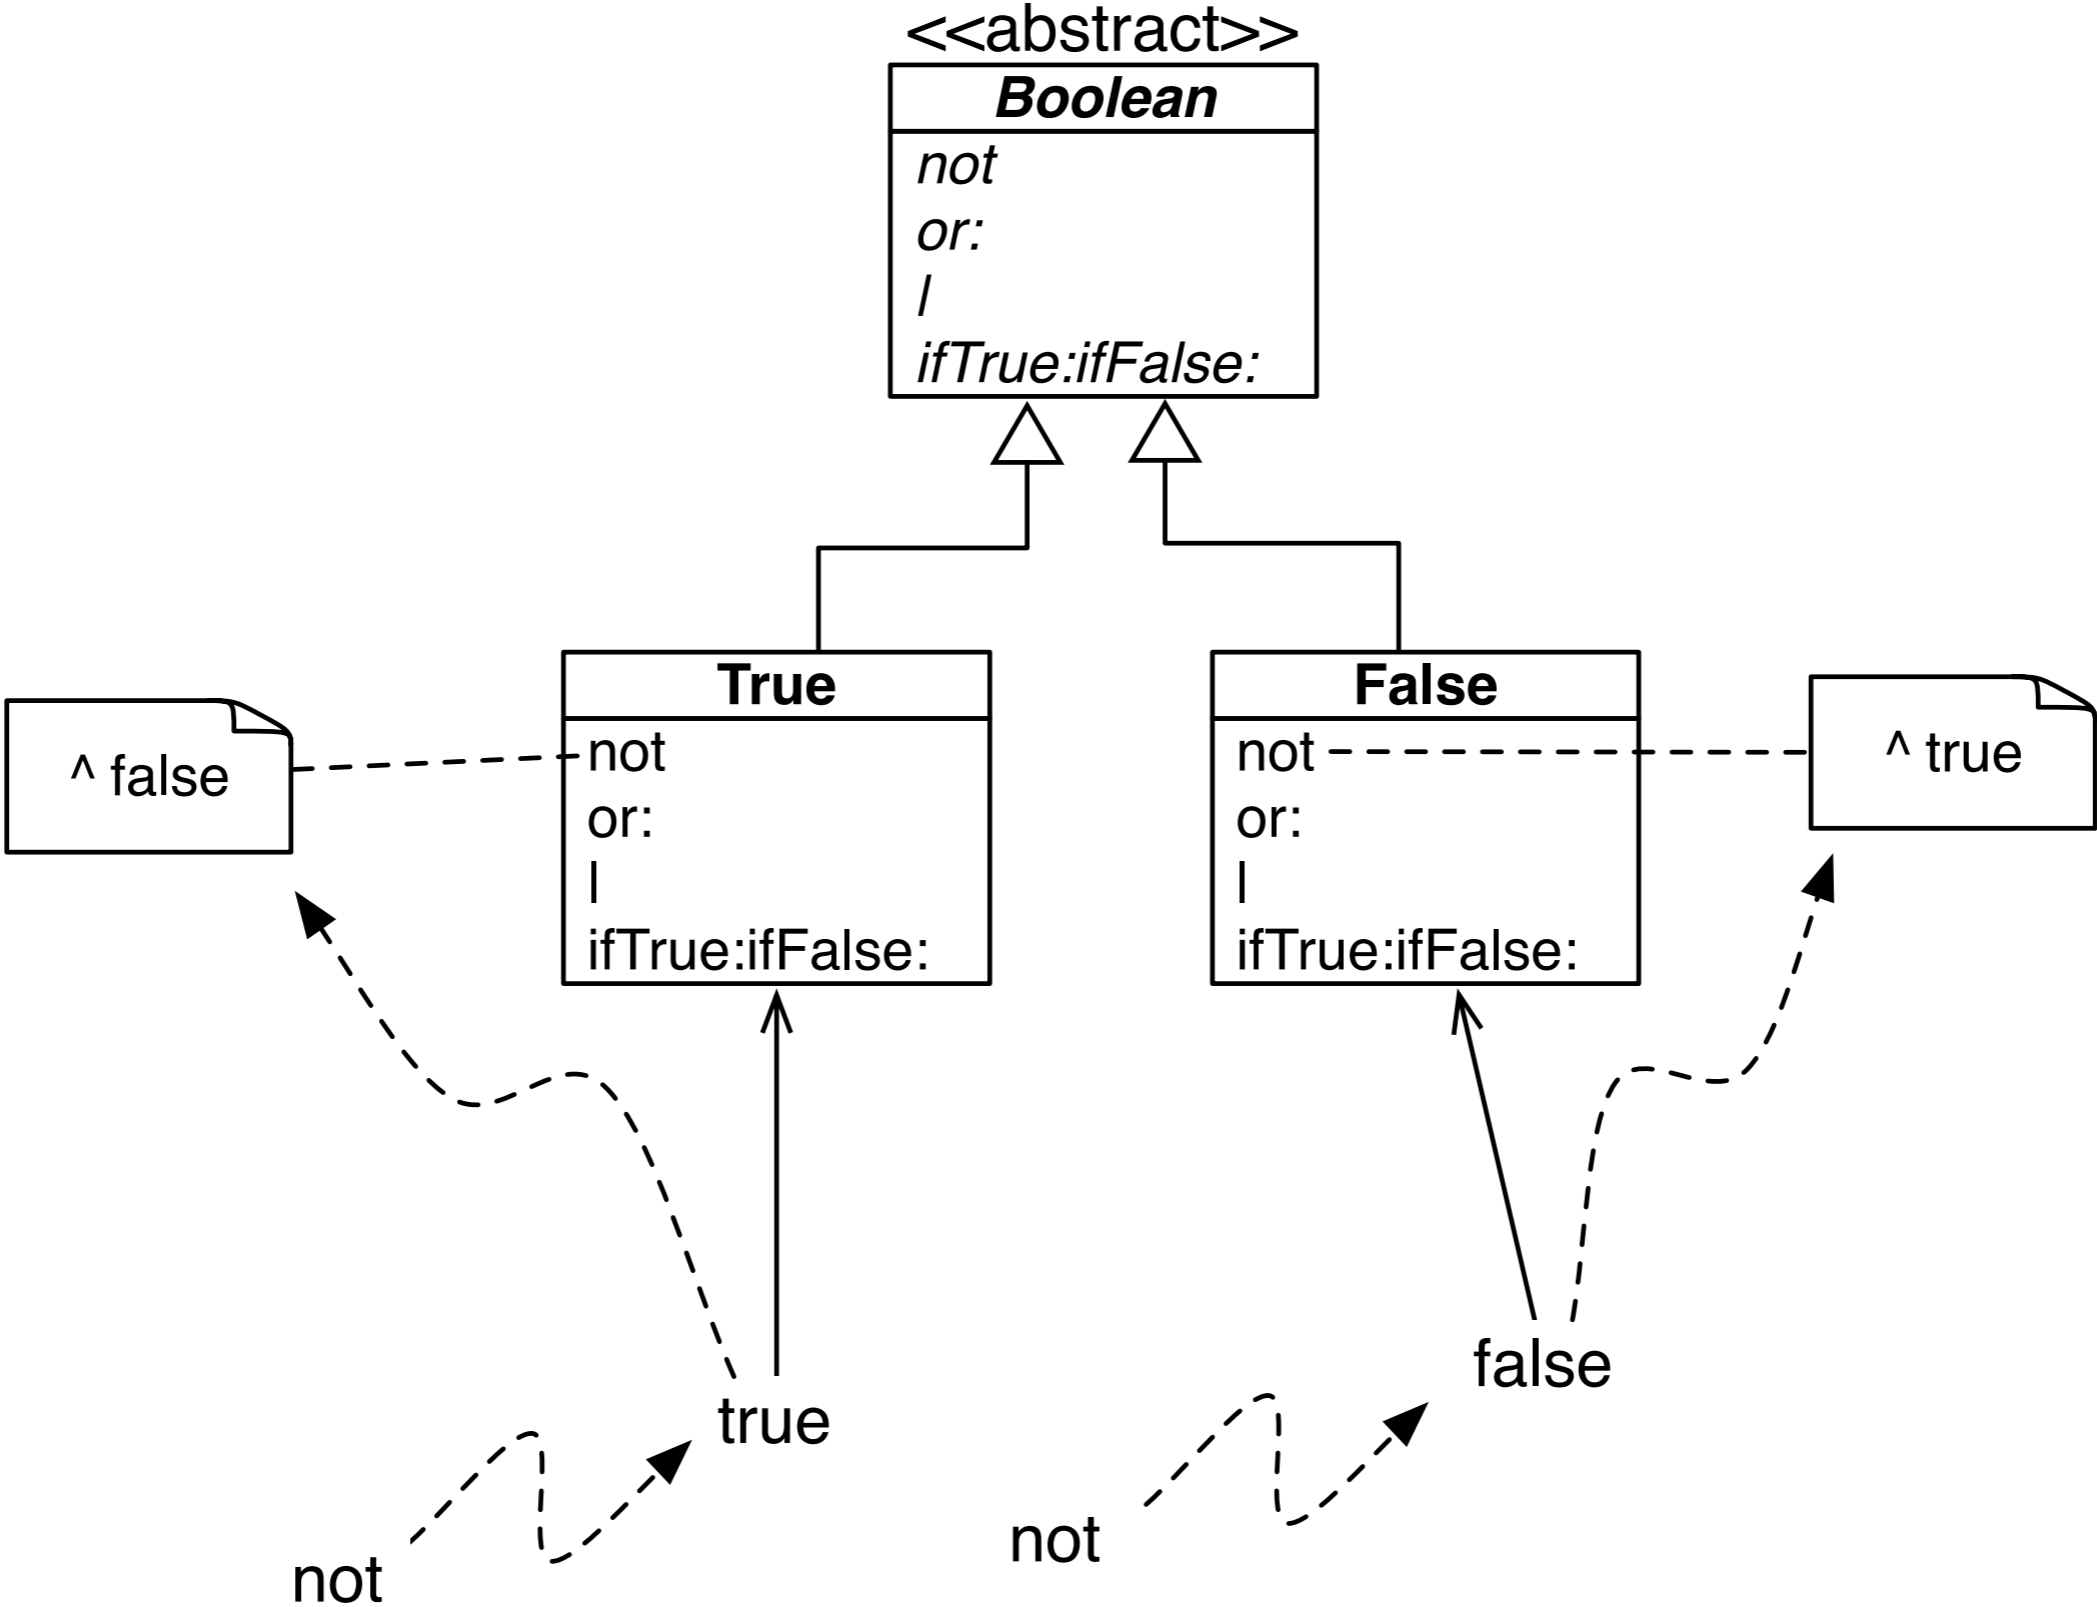 <<abstract>>
Boolean
not
or:
|
ifTrue:ifFalse:
True
not
or:
|
ifTrue:ifFalse:
False
not
or:
|
ifTrue:ifFalse:
^ false
^ true
true
false
not
not